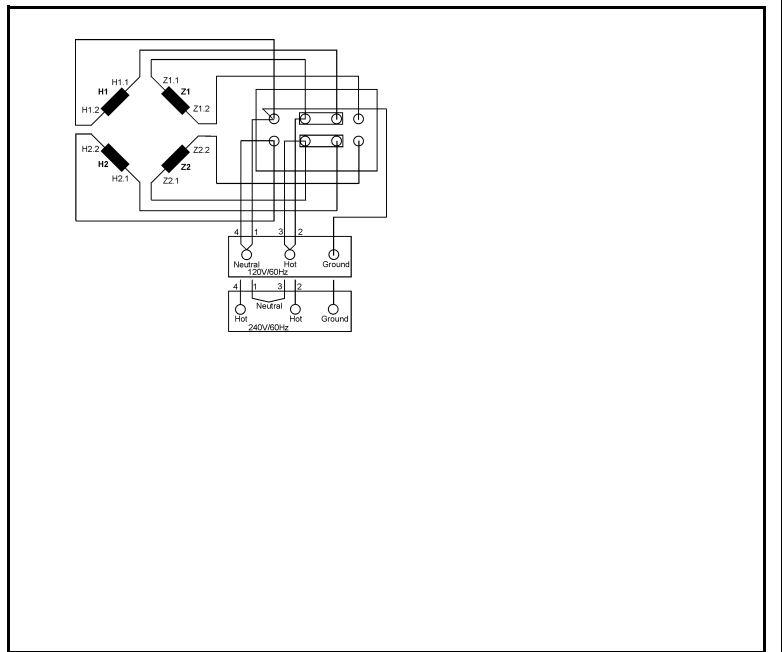 H1.1 Z1.1
H1 Z1
H1.2 Z1.2
H2.2 Z2.2
H2 Z2
H2.1 Z2.1
4 1 3 2
Neutral Hot Ground
120V/60Hz
4 1 3 2
Neutral
Hot Hot Ground
240V/60Hz